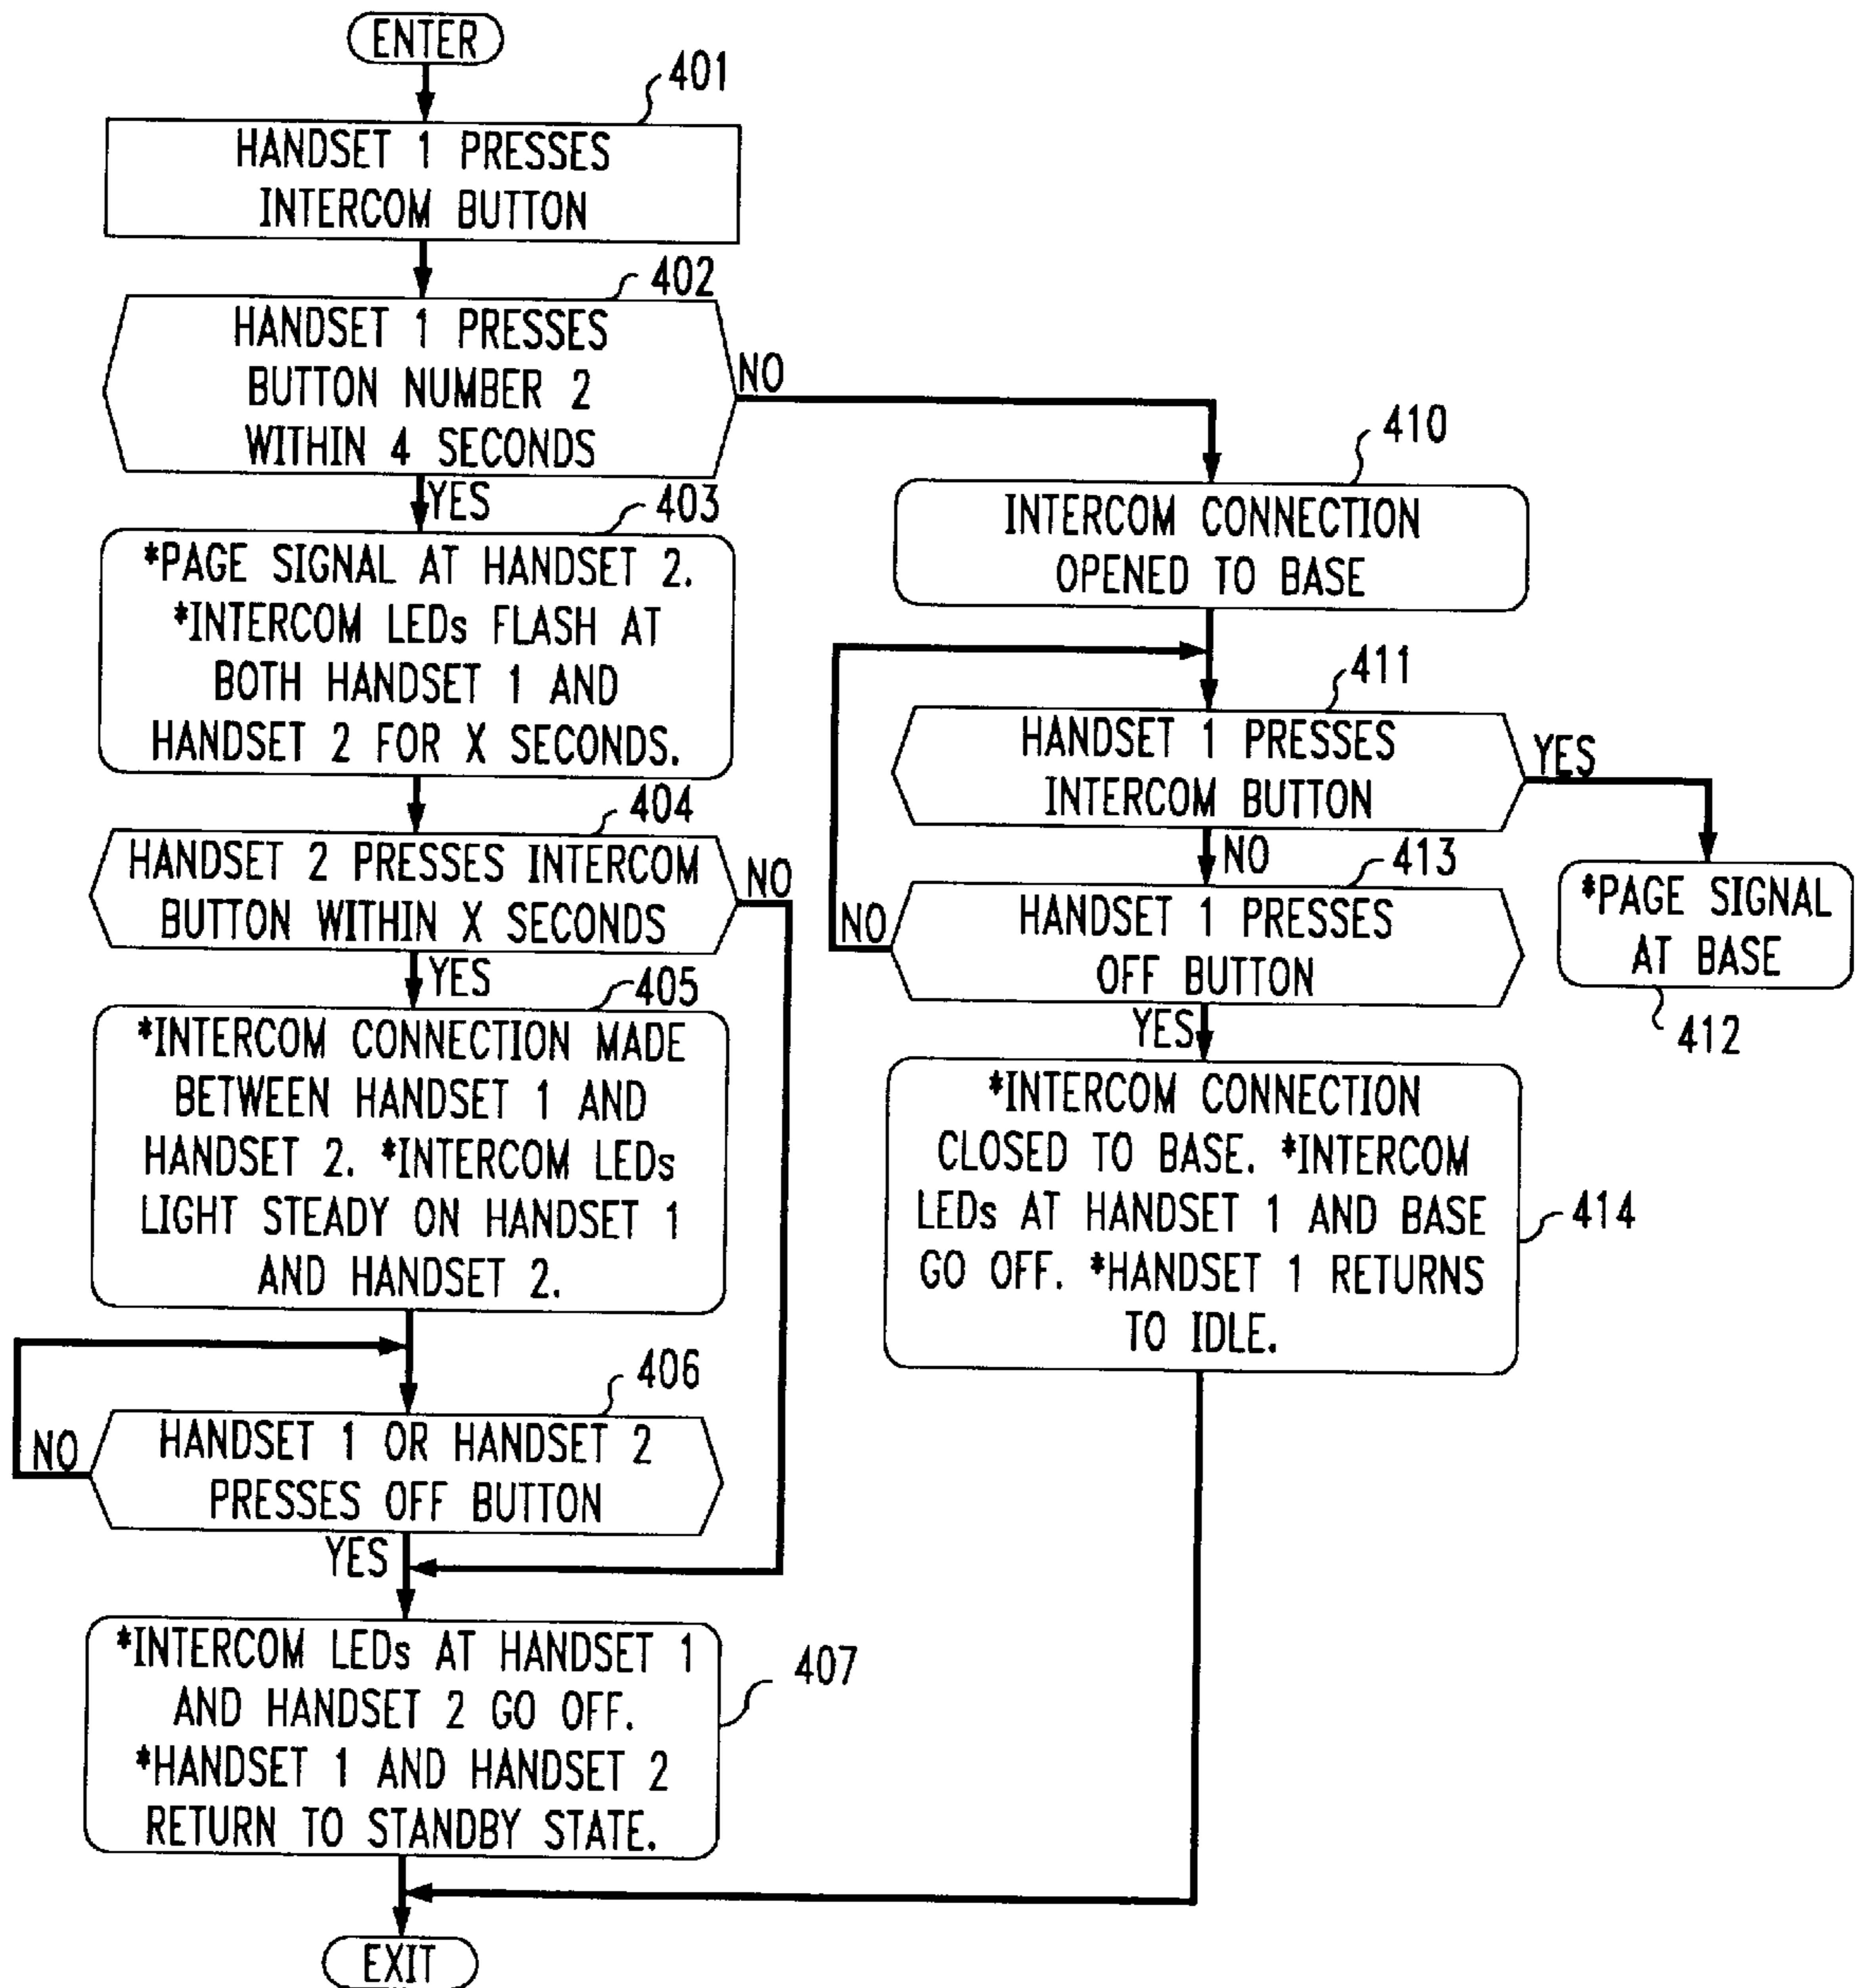 ENTER
401
HANDSET 1 PRESSES
INTERCOM BUTTON
402
HANDSET 1 PRESSES
BUTTON NUMBER 2
WITHIN 4 SECONDS
NO
YES
403
*PAGE SIGNAL AT HANDSET 2.
*INTERCOM LEDs FLASH AT
BOTH HANDSET 1 AND
HANDSET 2 FOR X SECONDS.
404
HANDSET 2 PRESSES INTERCOM
BUTTON WITHIN X SECONDS
NO
YES
405
*INTERCOM CONNECTION MADE
BETWEEN HANDSET 1 AND
HANDSET 2. *INTERCOM LEDs
LIGHT STEADY ON HANDSET 1
AND HANDSET 2.
406
HANDSET 1 OR HANDSET 2
PRESSES OFF BUTTON
NO
YES
407
*INTERCOM LEDs AT HANDSET 1
AND HANDSET 2 GO OFF.
*HANDSET 1 AND HANDSET 2
RETURN TO STANDBY STATE.
EXIT
410
INTERCOM CONNECTION
OPENED TO BASE
411
HANDSET 1 PRESSES
INTERCOM BUTTON
YES
NO
*PAGE SIGNAL
AT BASE
412
413
HANDSET 1 PRESSES
OFF BUTTON
NO
YES
*INTERCOM CONNECTION
CLOSED TO BASE. *INTERCOM
LEDs AT HANDSET 1 AND BASE
GO OFF. *HANDSET 1 RETURNS
TO IDLE.
414